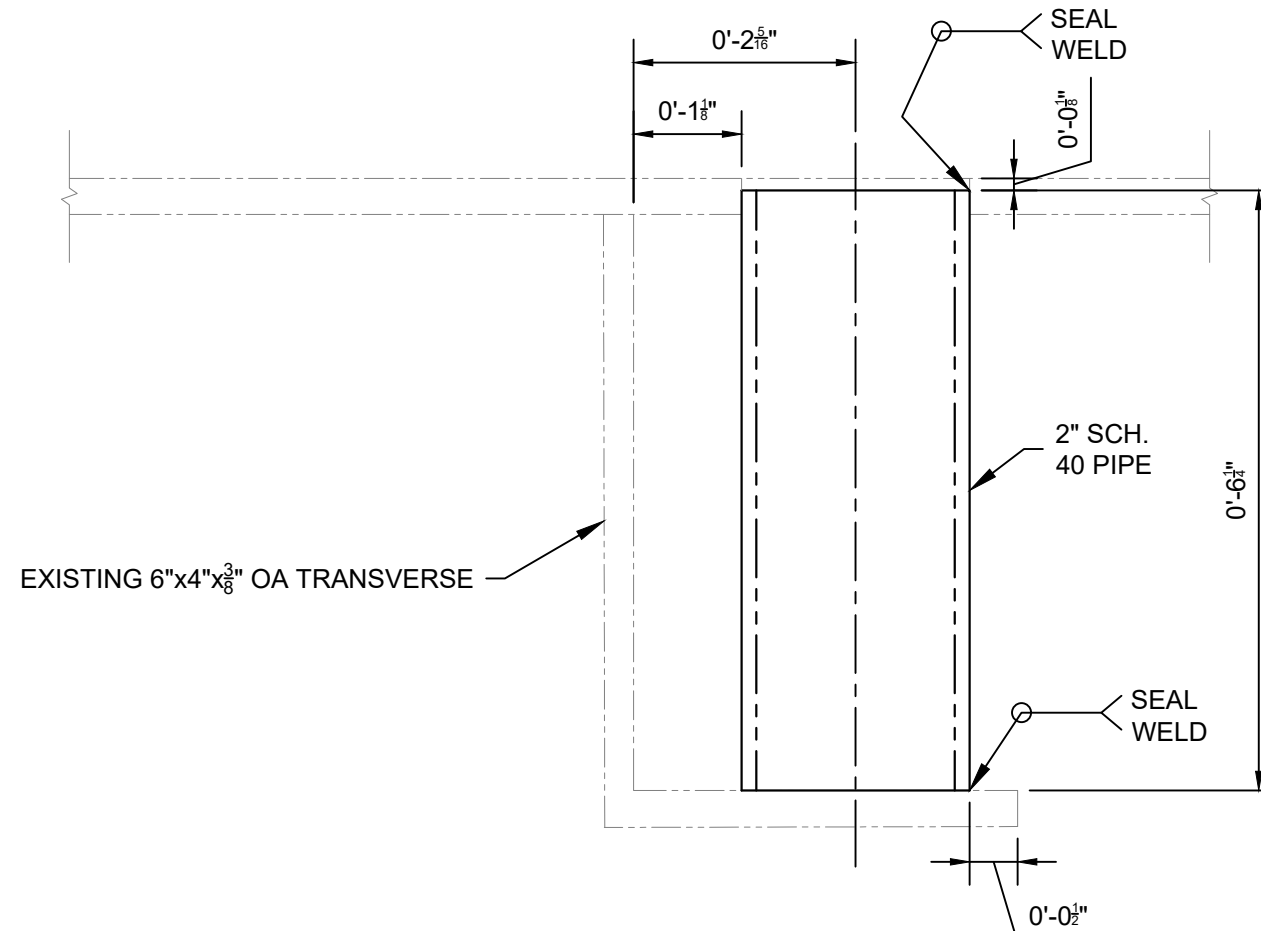 SEAL
WELD
0'-2 5/16"
0'-1 1/8"
0'-0 1/8"
2" SCH.
40 PIPE
0'-6 1/4"
EXISTING 6"x4"x3/8" OA TRANSVERSE
SEAL
WELD
0'-0 1/2"